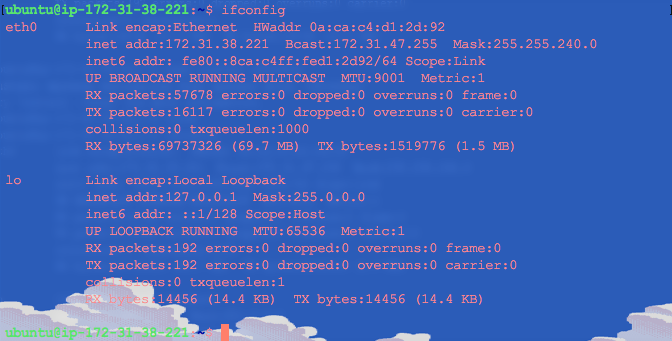 ubuntu@ip-172-31-38-221:~$ ifconfig
eth0      Link encap:Ethernet  HWaddr 0a:ca:c4:d1:2d:92
          inet addr:172.31.38.221  Bcast:172.31.47.255  Mask:255.255.240.0
          inet6 addr: fe80::8ca:c4ff:fed1:2d92/64 Scope:Link
          UP BROADCAST RUNNING MULTICAST  MTU:9001  Metric:1
          RX packets:57678 errors:0 dropped:0 overruns:0 frame:0
          TX packets:16117 errors:0 dropped:0 overruns:0 carrier:0
          collisions:0 txqueuelen:1000
          RX bytes:69737326 (69.7 MB)  TX bytes:1519776 (1.5 MB)
lo        Link encap:Local Loopback
          inet addr:127.0.0.1  Mask:255.0.0.0
          inet6 addr: ::1/128 Scope:Host
          UP LOOPBACK RUNNING  MTU:65536  Metric:1
          RX packets:192 errors:0 dropped:0 overruns:0 frame:0
          TX packets:192 errors:0 dropped:0 overruns:0 carrier:0
          collisions:0 txqueuelen:1
          RX bytes:14456 (14.4 KB)  TX bytes:14456 (14.4 KB)
ubuntu@ip-172-31-38-221:~$